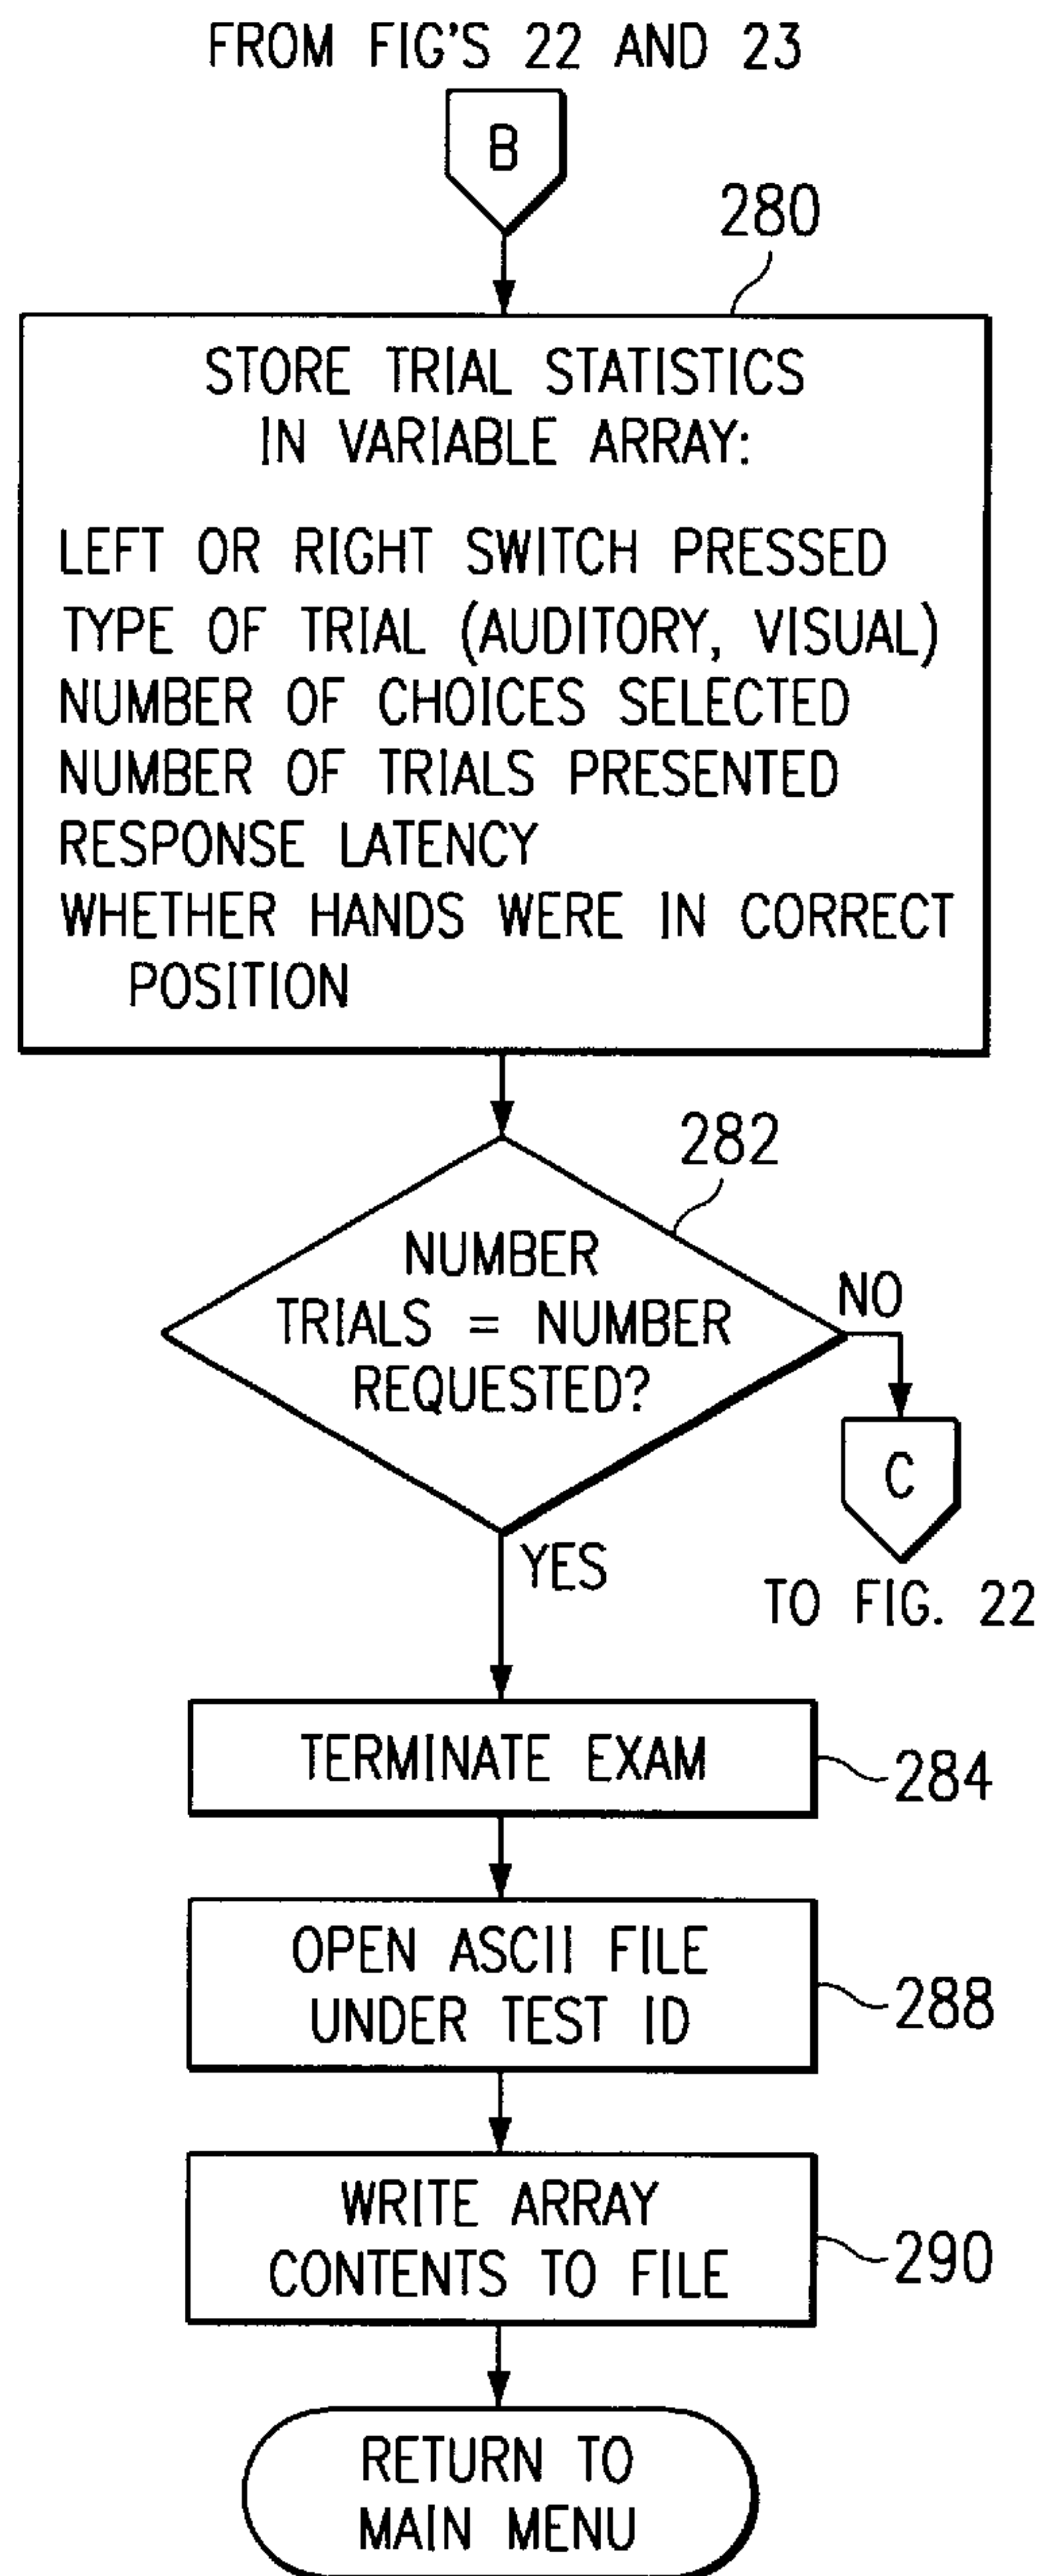 FROM FIG'S 22 AND 23
B
280
STORE TRIAL STATISTICS
IN VARIABLE ARRAY:
LEFT OR RIGHT SWITCH PRESSED
TYPE OF TRIAL (AUDITORY, VISUAL)
NUMBER OF CHOICES SELECTED
NUMBER OF TRIALS PRESENTED
RESPONSE LATENCY
WHETHER HANDS WERE IN CORRECT
POSITION
282
NUMBER
TRIALS = NUMBER
REQUESTED?
NO
C
TO FIG. 22
YES
TERMINATE EXAM
284
OPEN ASCII FILE
UNDER TEST ID
288
WRITE ARRAY
CONTENTS TO FILE
290
RETURN TO
MAIN MENU